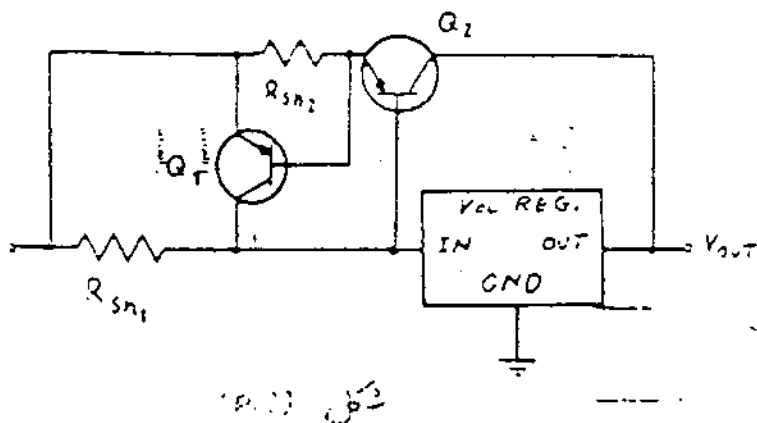 Q2
Rsh2
QT
Vcc REG.
IN OUT
GND
VOUT
Rsh1